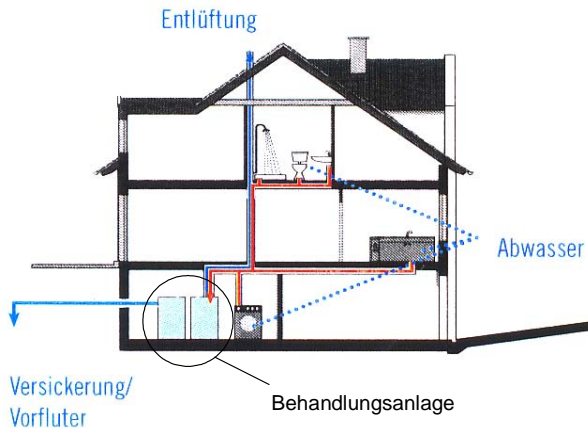 Entlüftung
Abwasser
Versickerung/
Vorfluter
Behandlungsanlage